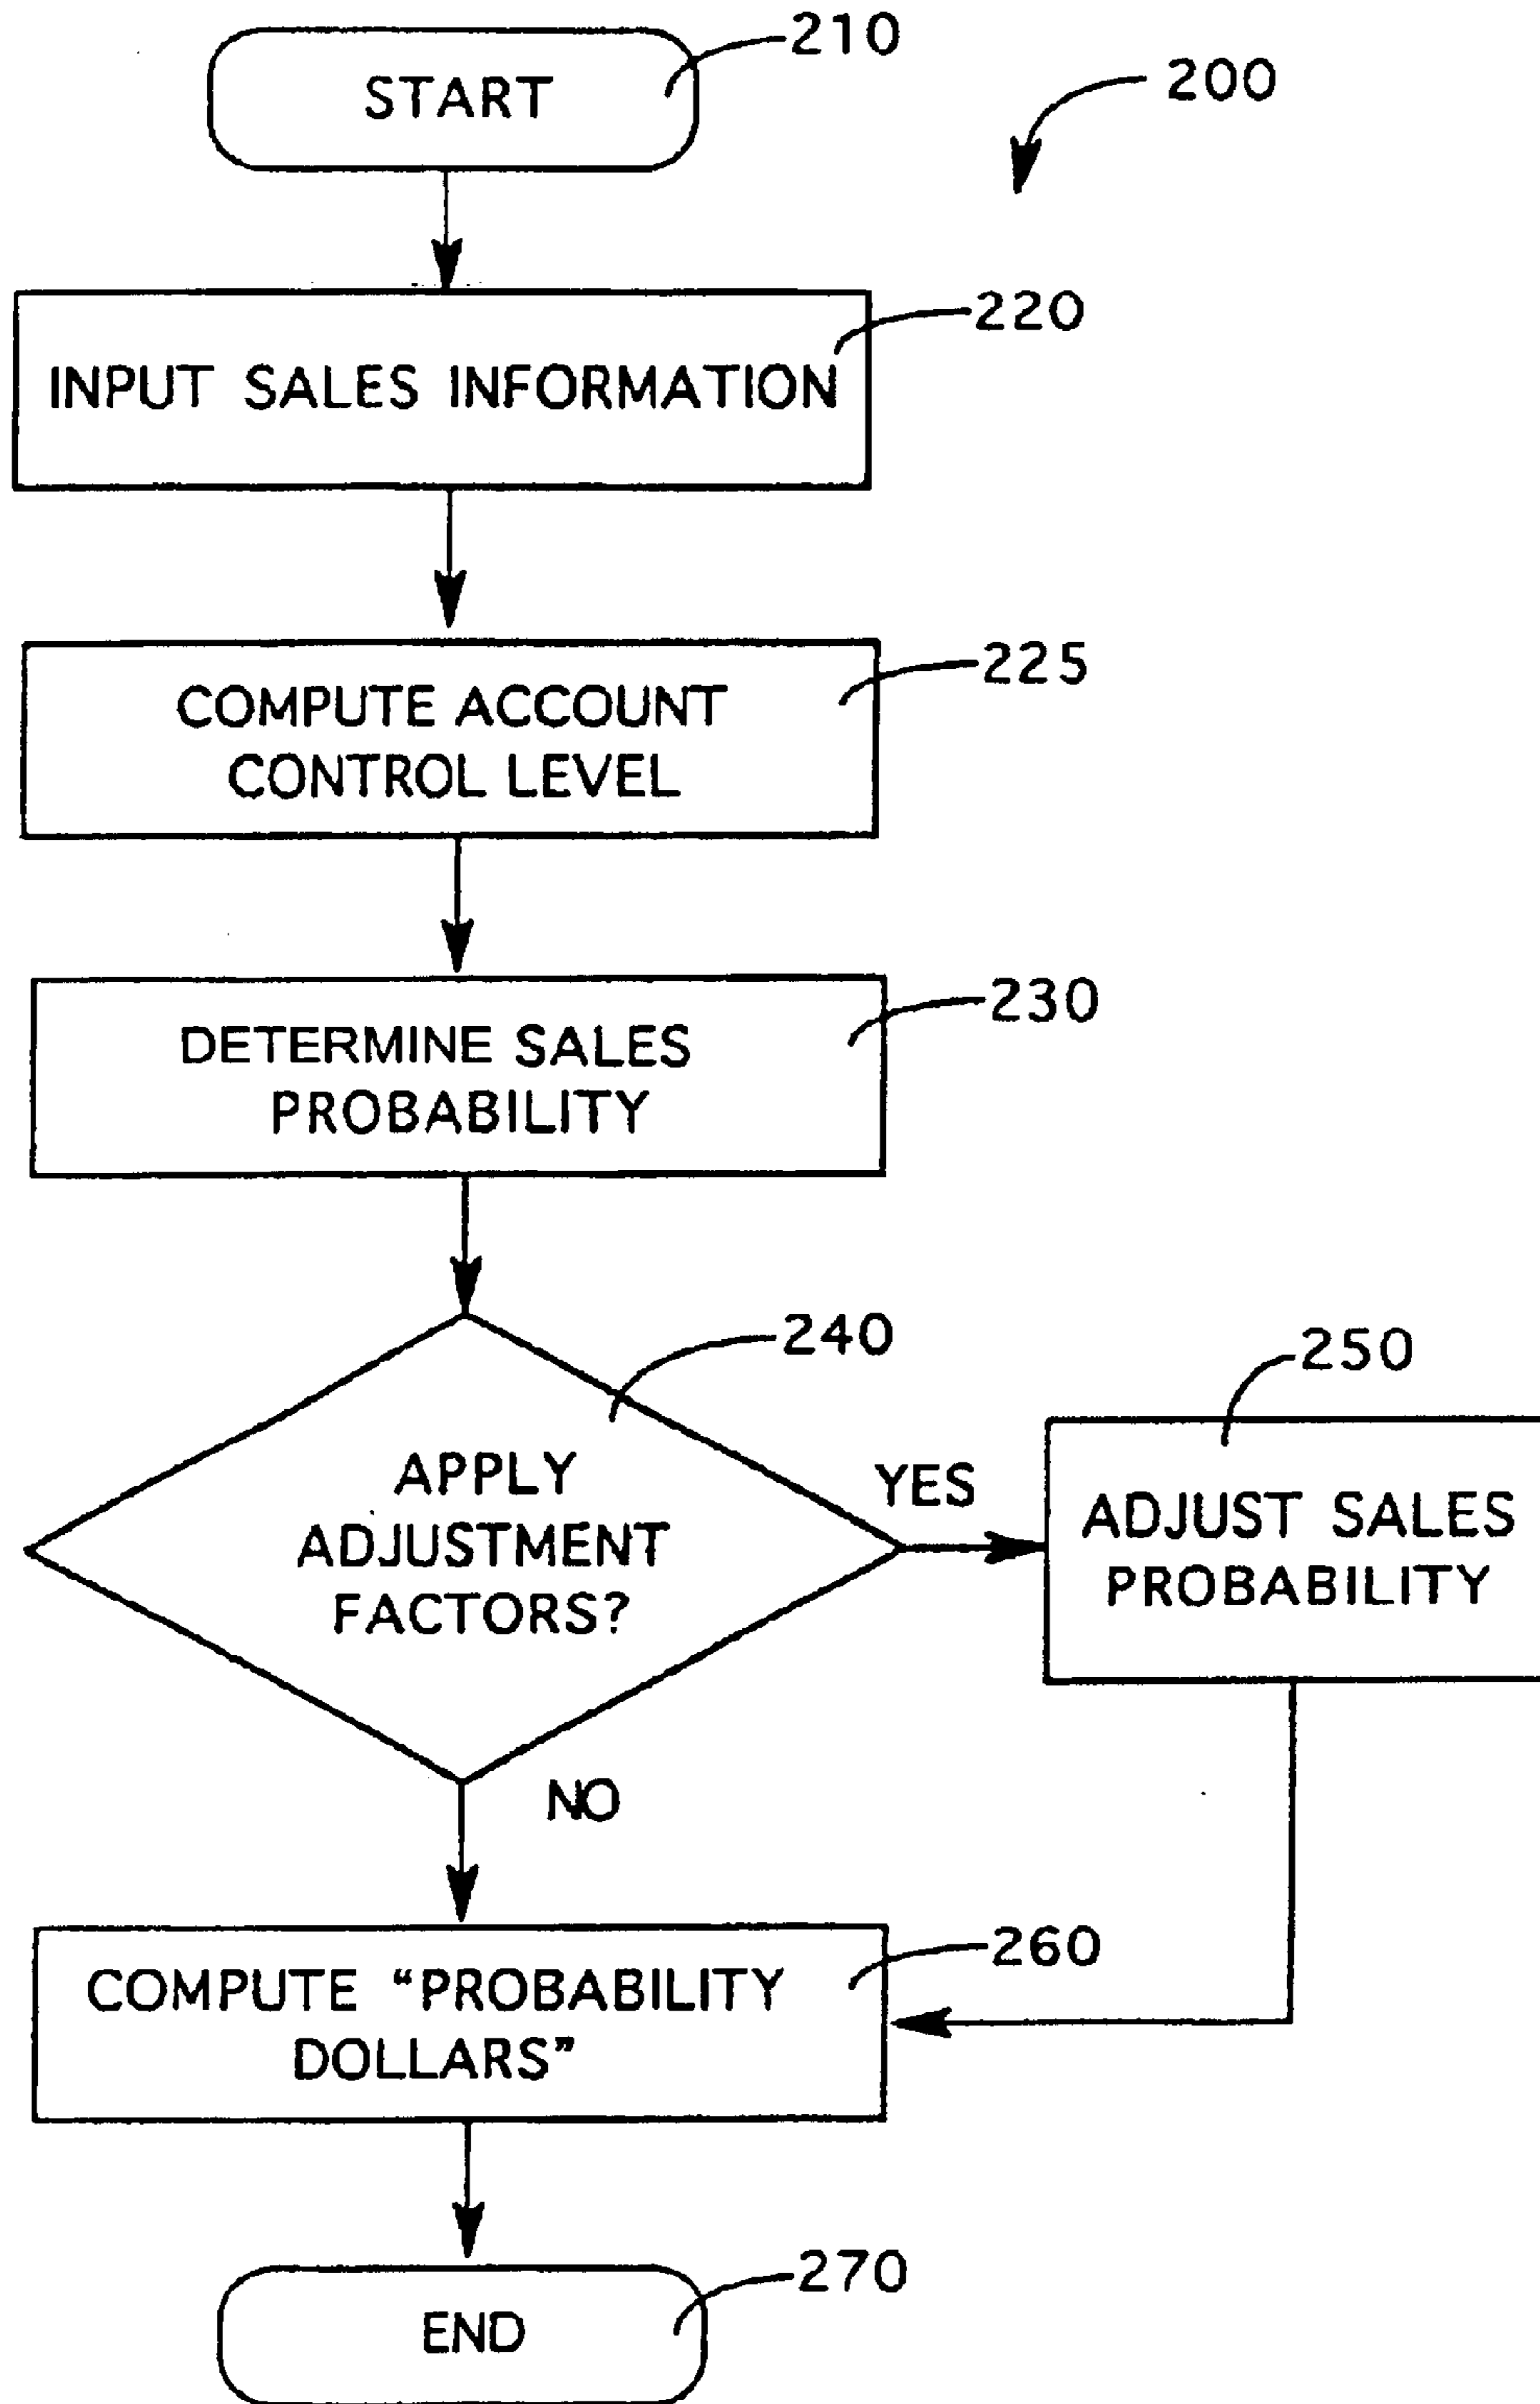 210
200
START
220
INPUT SALES INFORMATION
225
COMPUTE ACCOUNT
CONTROL LEVEL
230
DETERMINE SALES
PROBABILITY
240
250
APPLY
ADJUSTMENT
FACTORS?
YES
ADJUST SALES
PROBABILITY
NO
260
COMPUTE “PROBABILITY
DOLLARS”
270
END